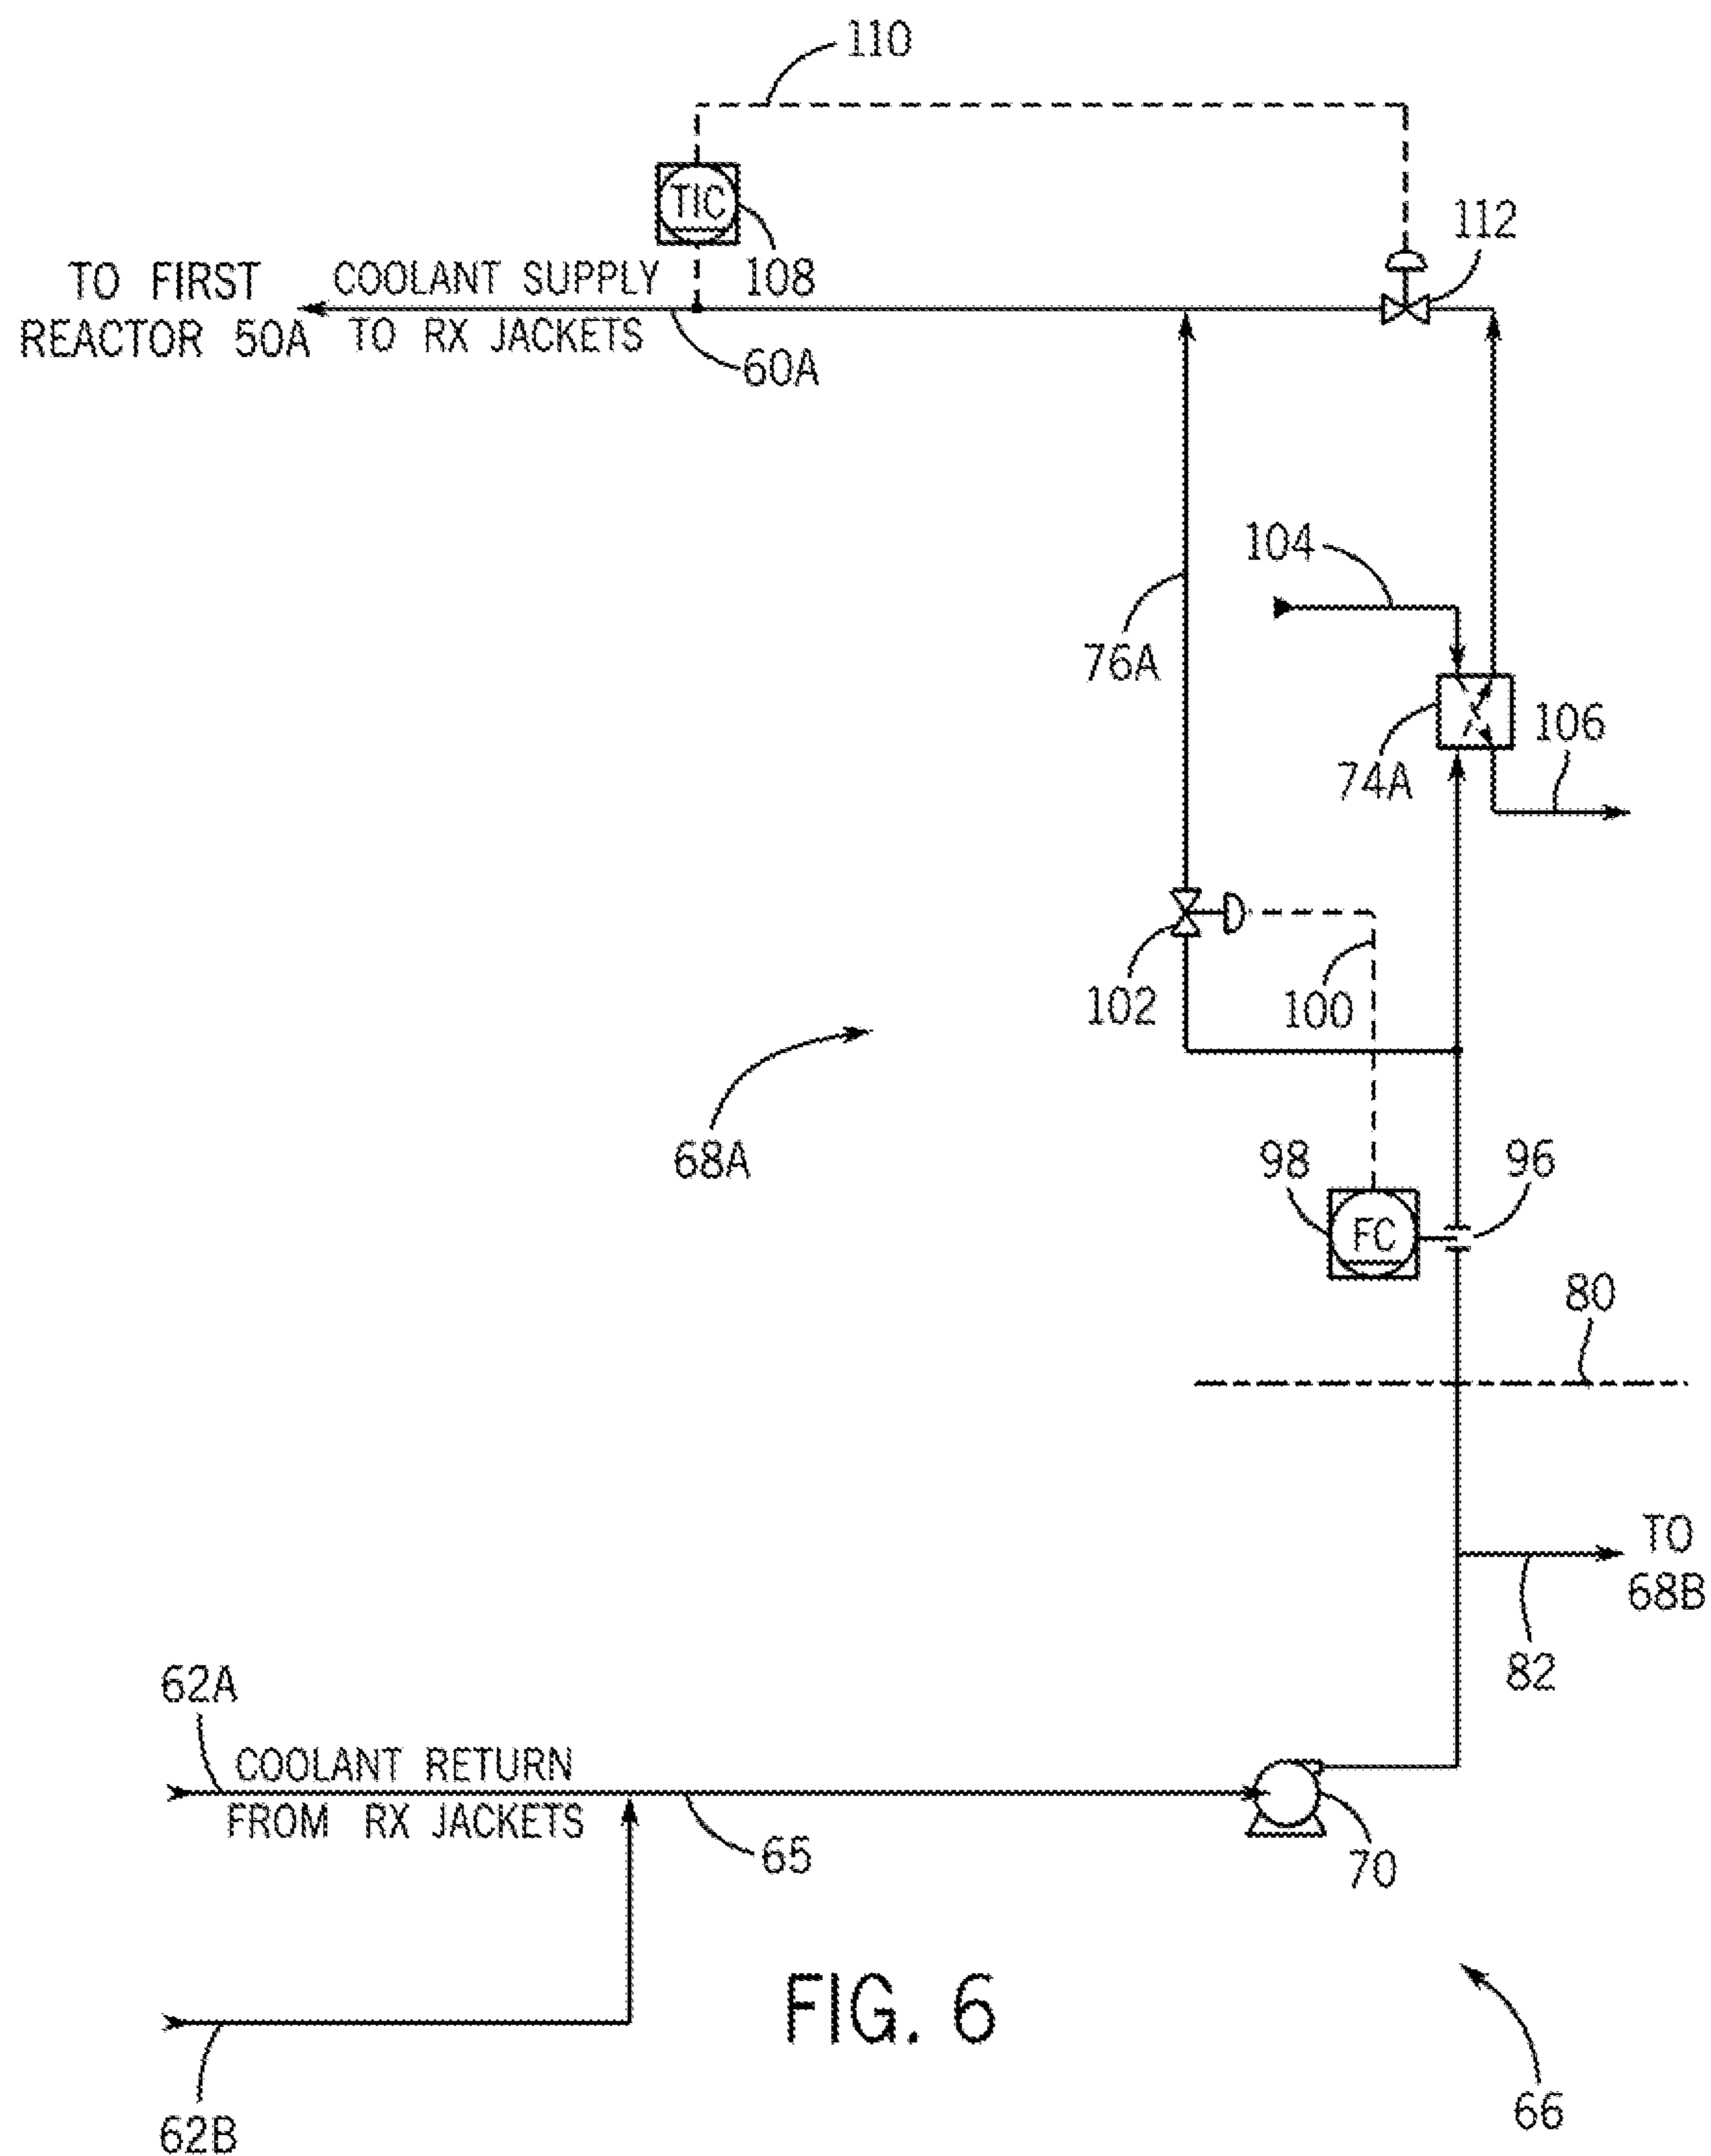 110
TIC
112
108
TO FIRST
REACTOR 50A
COOLANT SUPPLY
TO RX JACKETS
60A
104
76A
106
74A
102
100
68A
98
96
FC
80
TO
68B
82
62A
COOLANT RETURN
FROM RX JACKETS
65
70
FIG. 6
66
62B